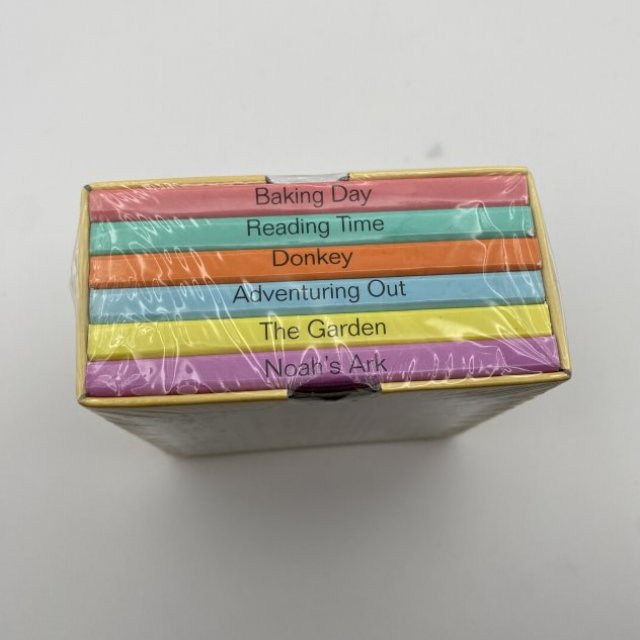 Baking Day
Reading Time
Donkey
Adventuring Out
The Garden
Noah's Ark